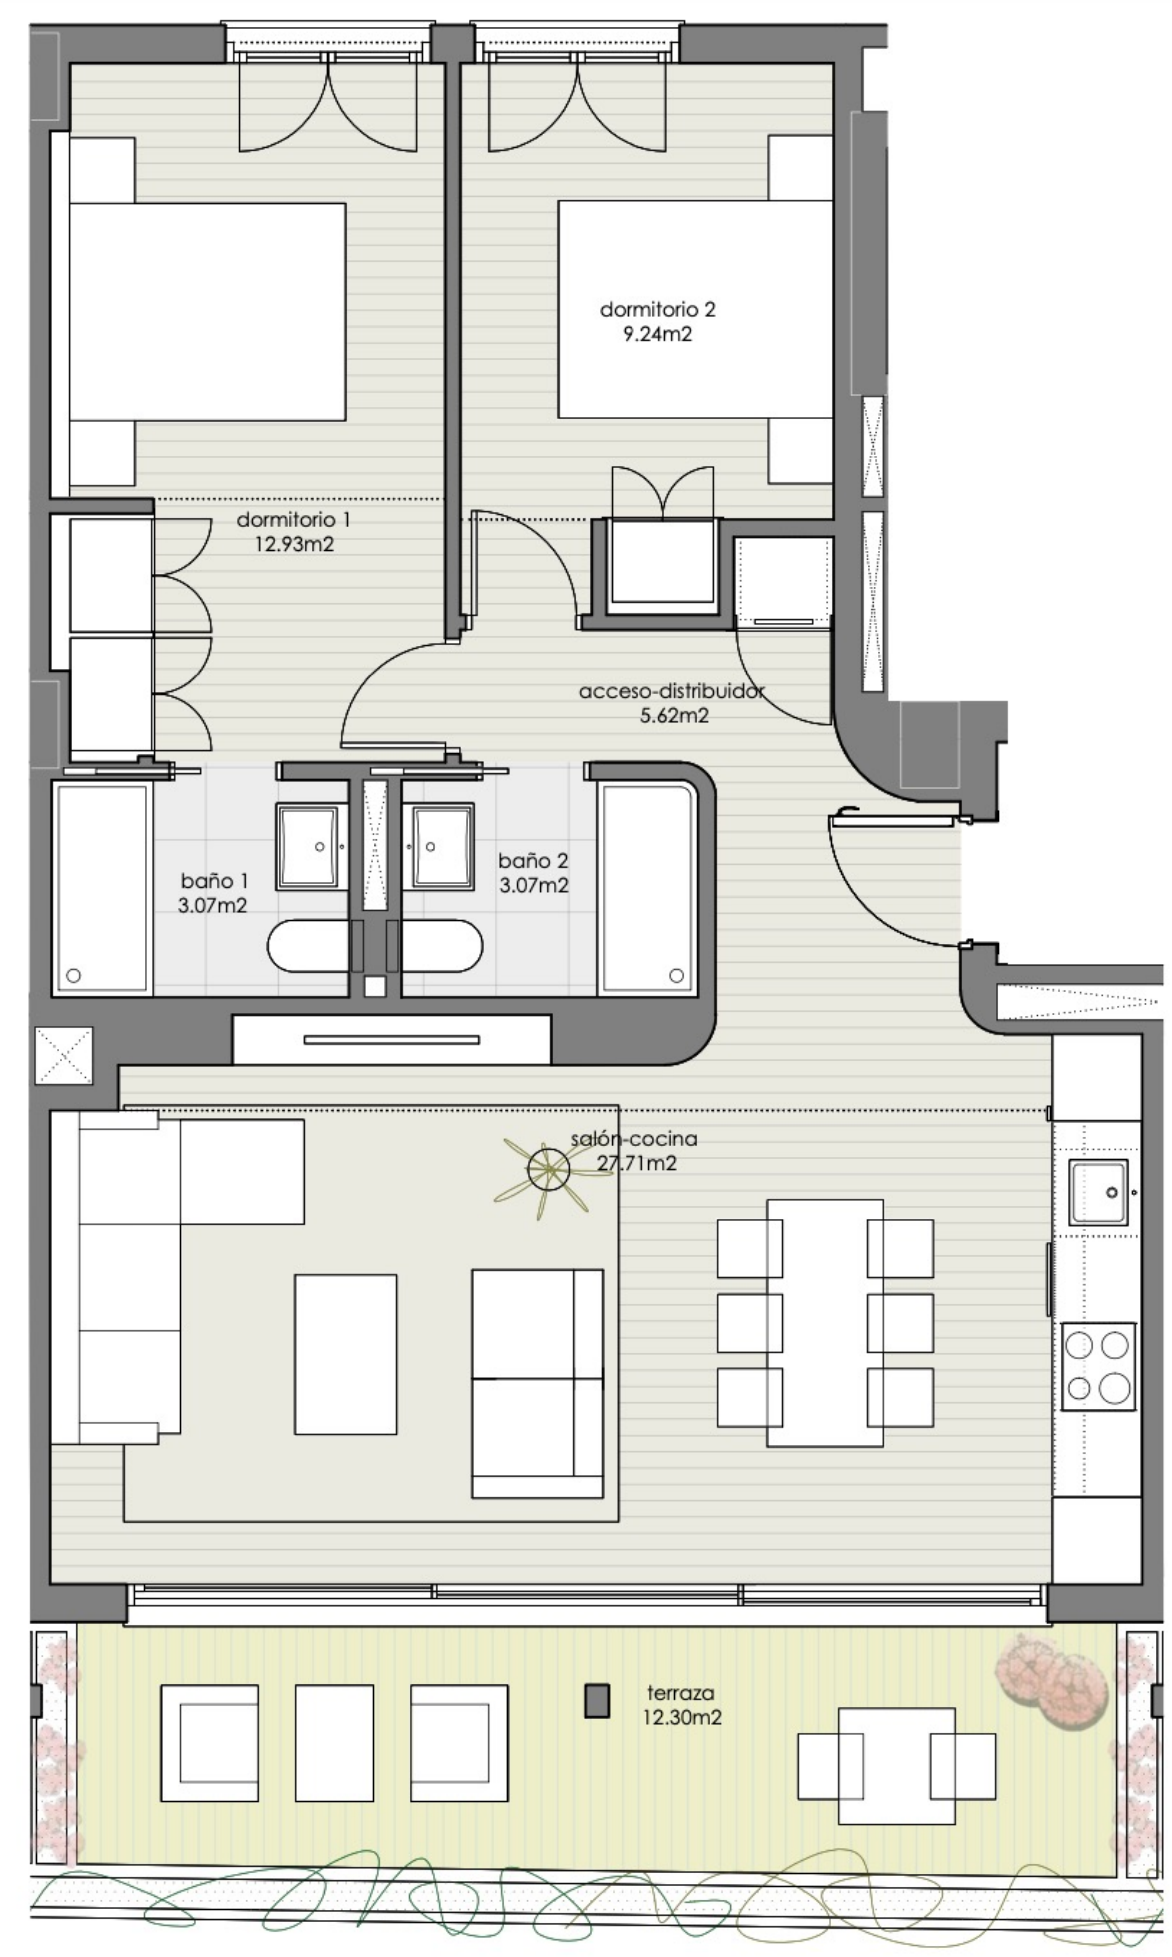 dormitorio 2
9.24m2
dormitorio 1
12.93m2
acceso-distribuidor
5.62m2
baño 1
3.07m2
baño 2
3.07m2
salón-cocina
27.71m2
terraza
12.30m2